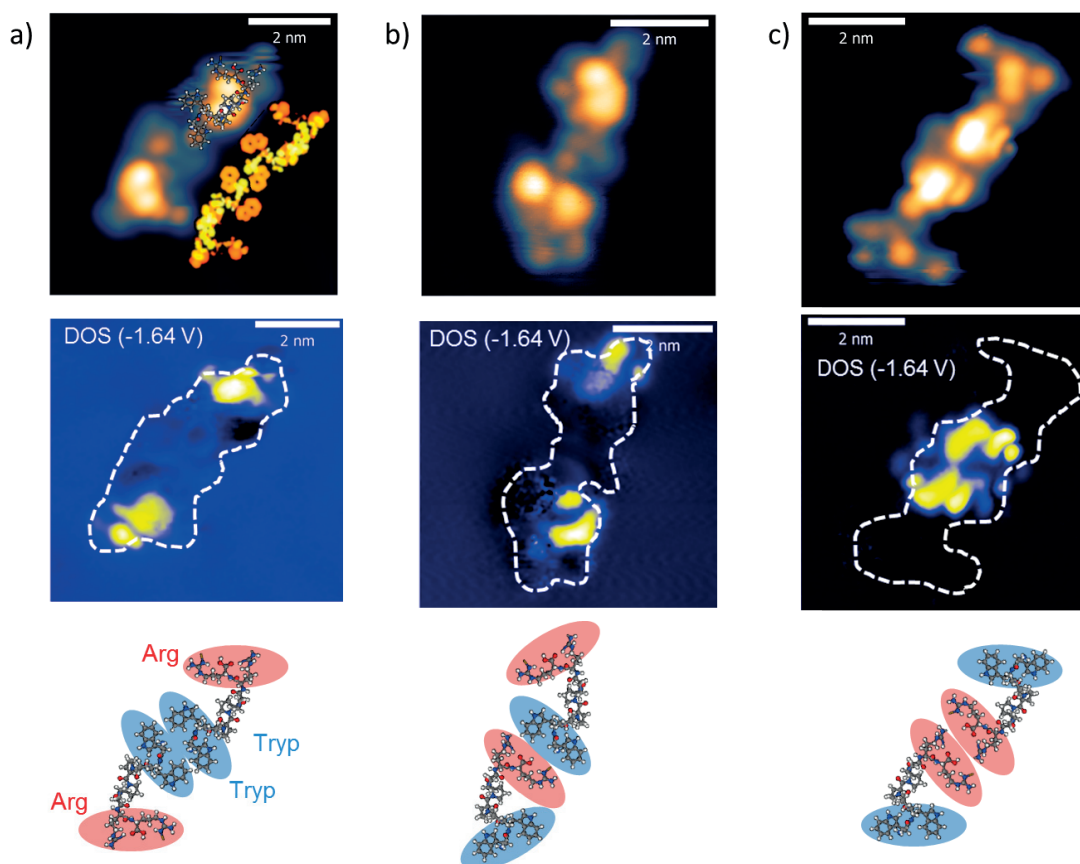 a)
2 nm
b)
2 nm
c)
2 nm
DOS (-1.64 V)
2 nm
DOS (-1.64 V)
2 nm
2 nm
DOS (-1.64 V)
Arg
Tryp
Tryp
Arg